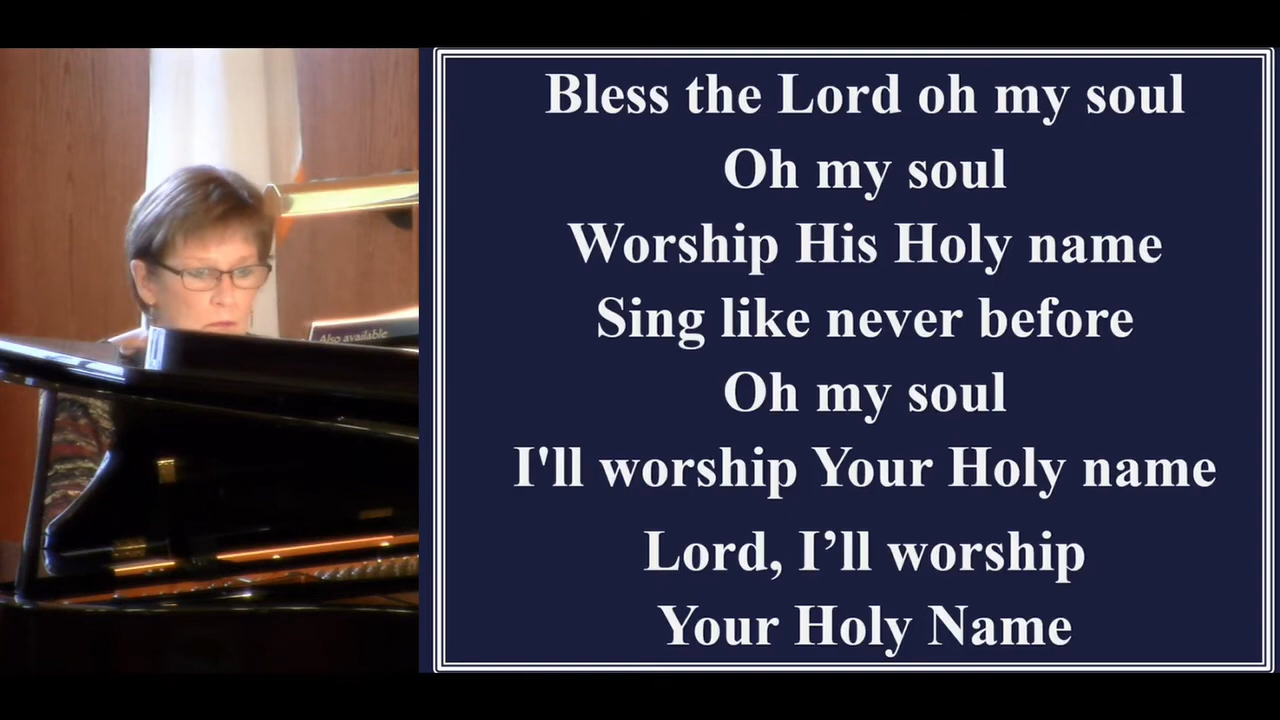 Also available
Bless the Lord oh my soul
Oh my soul
Worship His Holy name
Sing like never before
Oh my soul
I'll worship Your Holy name
Lord, I’ll worship
Your Holy Name